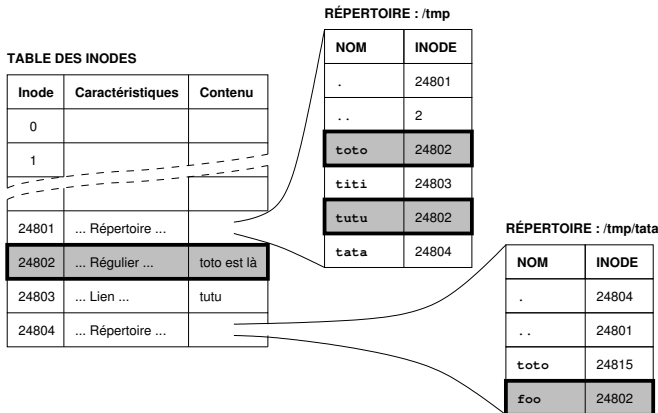 RÉPERTOIRE : /tmp
NOM INODE
. 24801
.. 2
toto 24802
titi 24803
tutu 24802
tata 24804
TABLE DES INODES
Inode Caractéristiques Contenu
0
1
24801 ... Répertoire ...
24802 ... Régulier ... toto est là
24803 ... Lien ... tutu
24804 ... Répertoire ...
RÉPERTOIRE : /tmp/tata
NOM INODE
. 24804
.. 24801
toto 24815
foo 24802